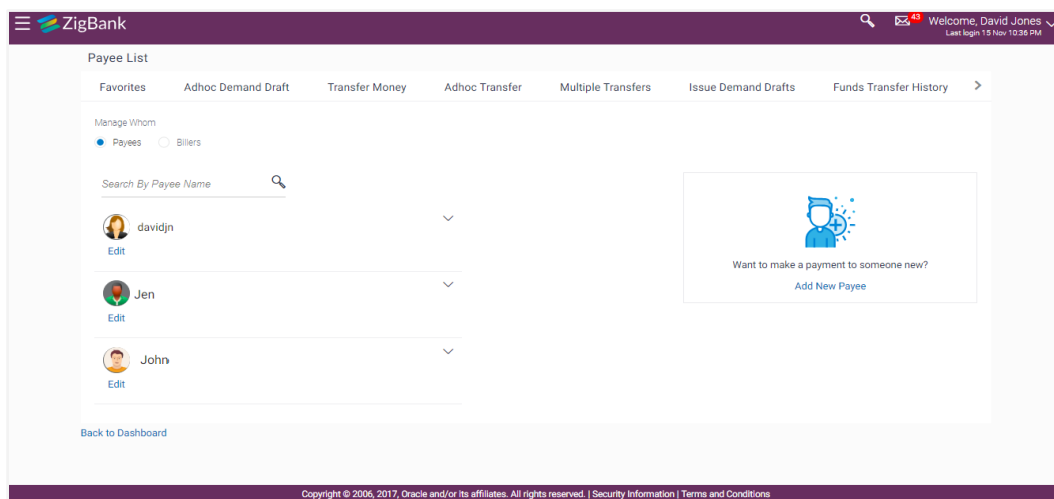 ZigBank
43
Welcome, David Jones
Last login 15 Nov 10:36 PM
Payee List
Favorites Adhoc Demand Draft Transfer Money Adhoc Transfer Multiple Transfers Issue Demand Drafts Funds Transfer History
Manage Whom
Payees Billers
Search By Payee Name
davidjn
Edit
Jen
Edit
John
Edit
Want to make a payment to someone new?
Add New Payee
Back to Dashboard
Copyright © 2006, 2017, Oracle and/or its affiliates. All rights reserved. | Security Information | Terms and Conditions